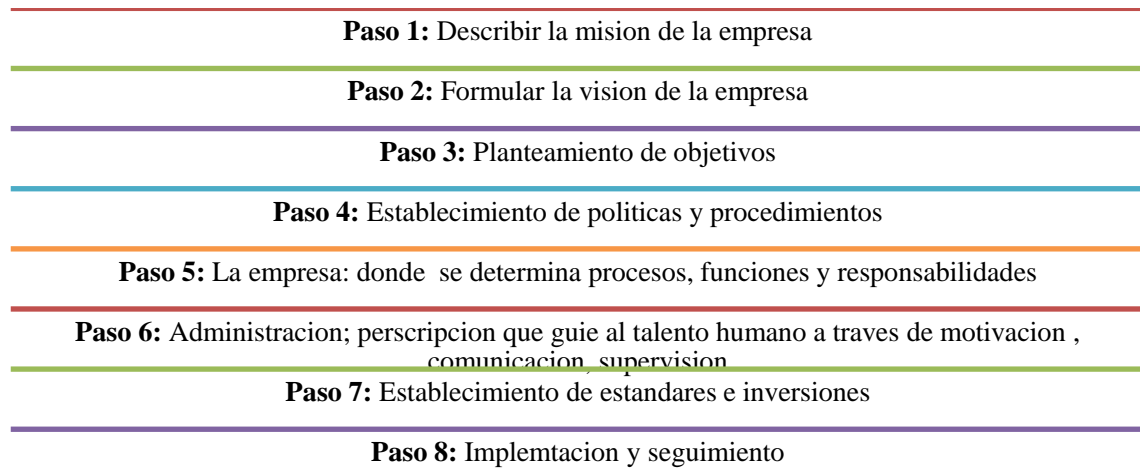 Paso 1: Describir la mision de la empresa
Paso 2: Formular la vision de la empresa
Paso 3: Planteamiento de objetivos
Paso 4: Establecimiento de politicas y procedimientos
Paso 5: La empresa: donde  se determina procesos, funciones y responsabilidades
Paso 6: Administracion; perscripcion que guie al talento humano a traves de motivacion ,
comunicacion, supervision
Paso 7: Establecimiento de estandares e inversiones
Paso 8: Implemtacion y seguimiento